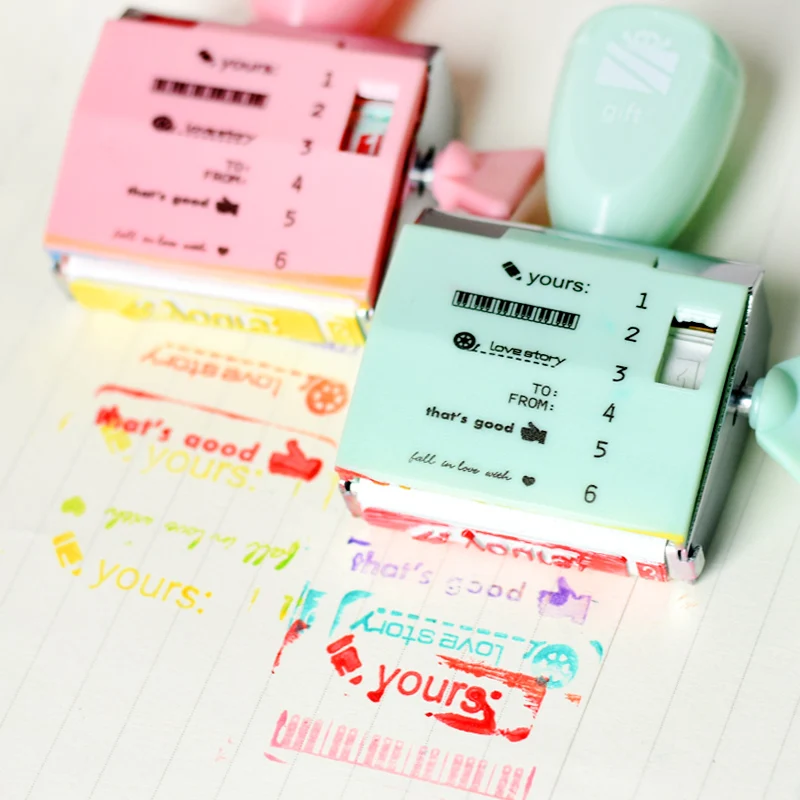 yours: 1
2
love story 3
TO:
FROM: 4
that's good 5
fall in love with 6
gift
yours: 1
2
love story 3
TO:
FROM: 4
that's good 5
fall in love with 6
yours:
love story
that's good
yours:
fall in love with
yours:
that's good
love story
yours: